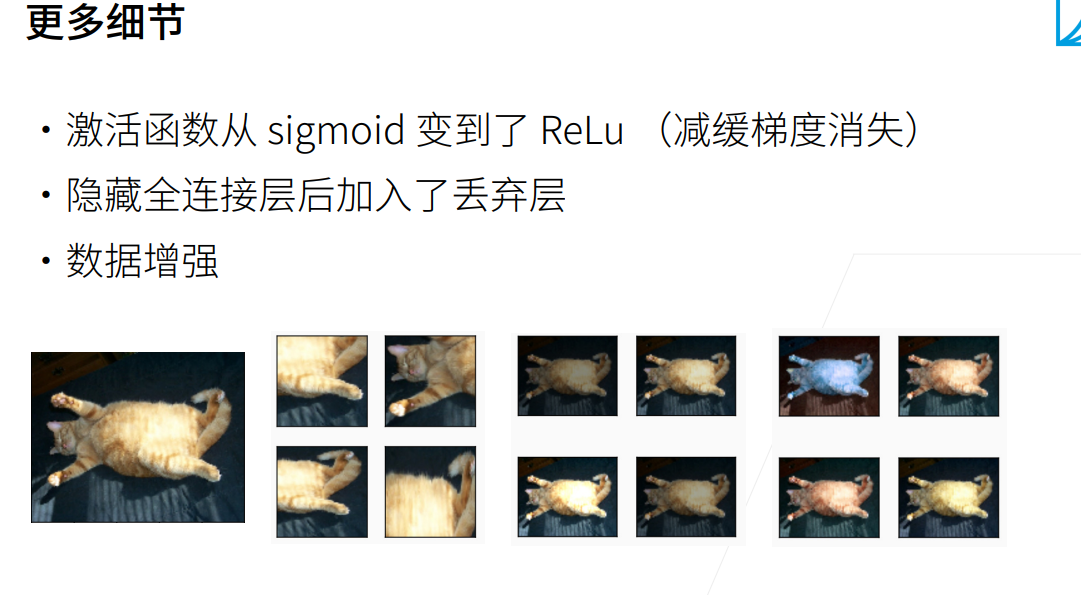 更多细节
• 激活函数从 sigmoid 变到了 ReLu （减缓梯度消失）
• 隐藏全连接层后加入了丢弃层
• 数据增强